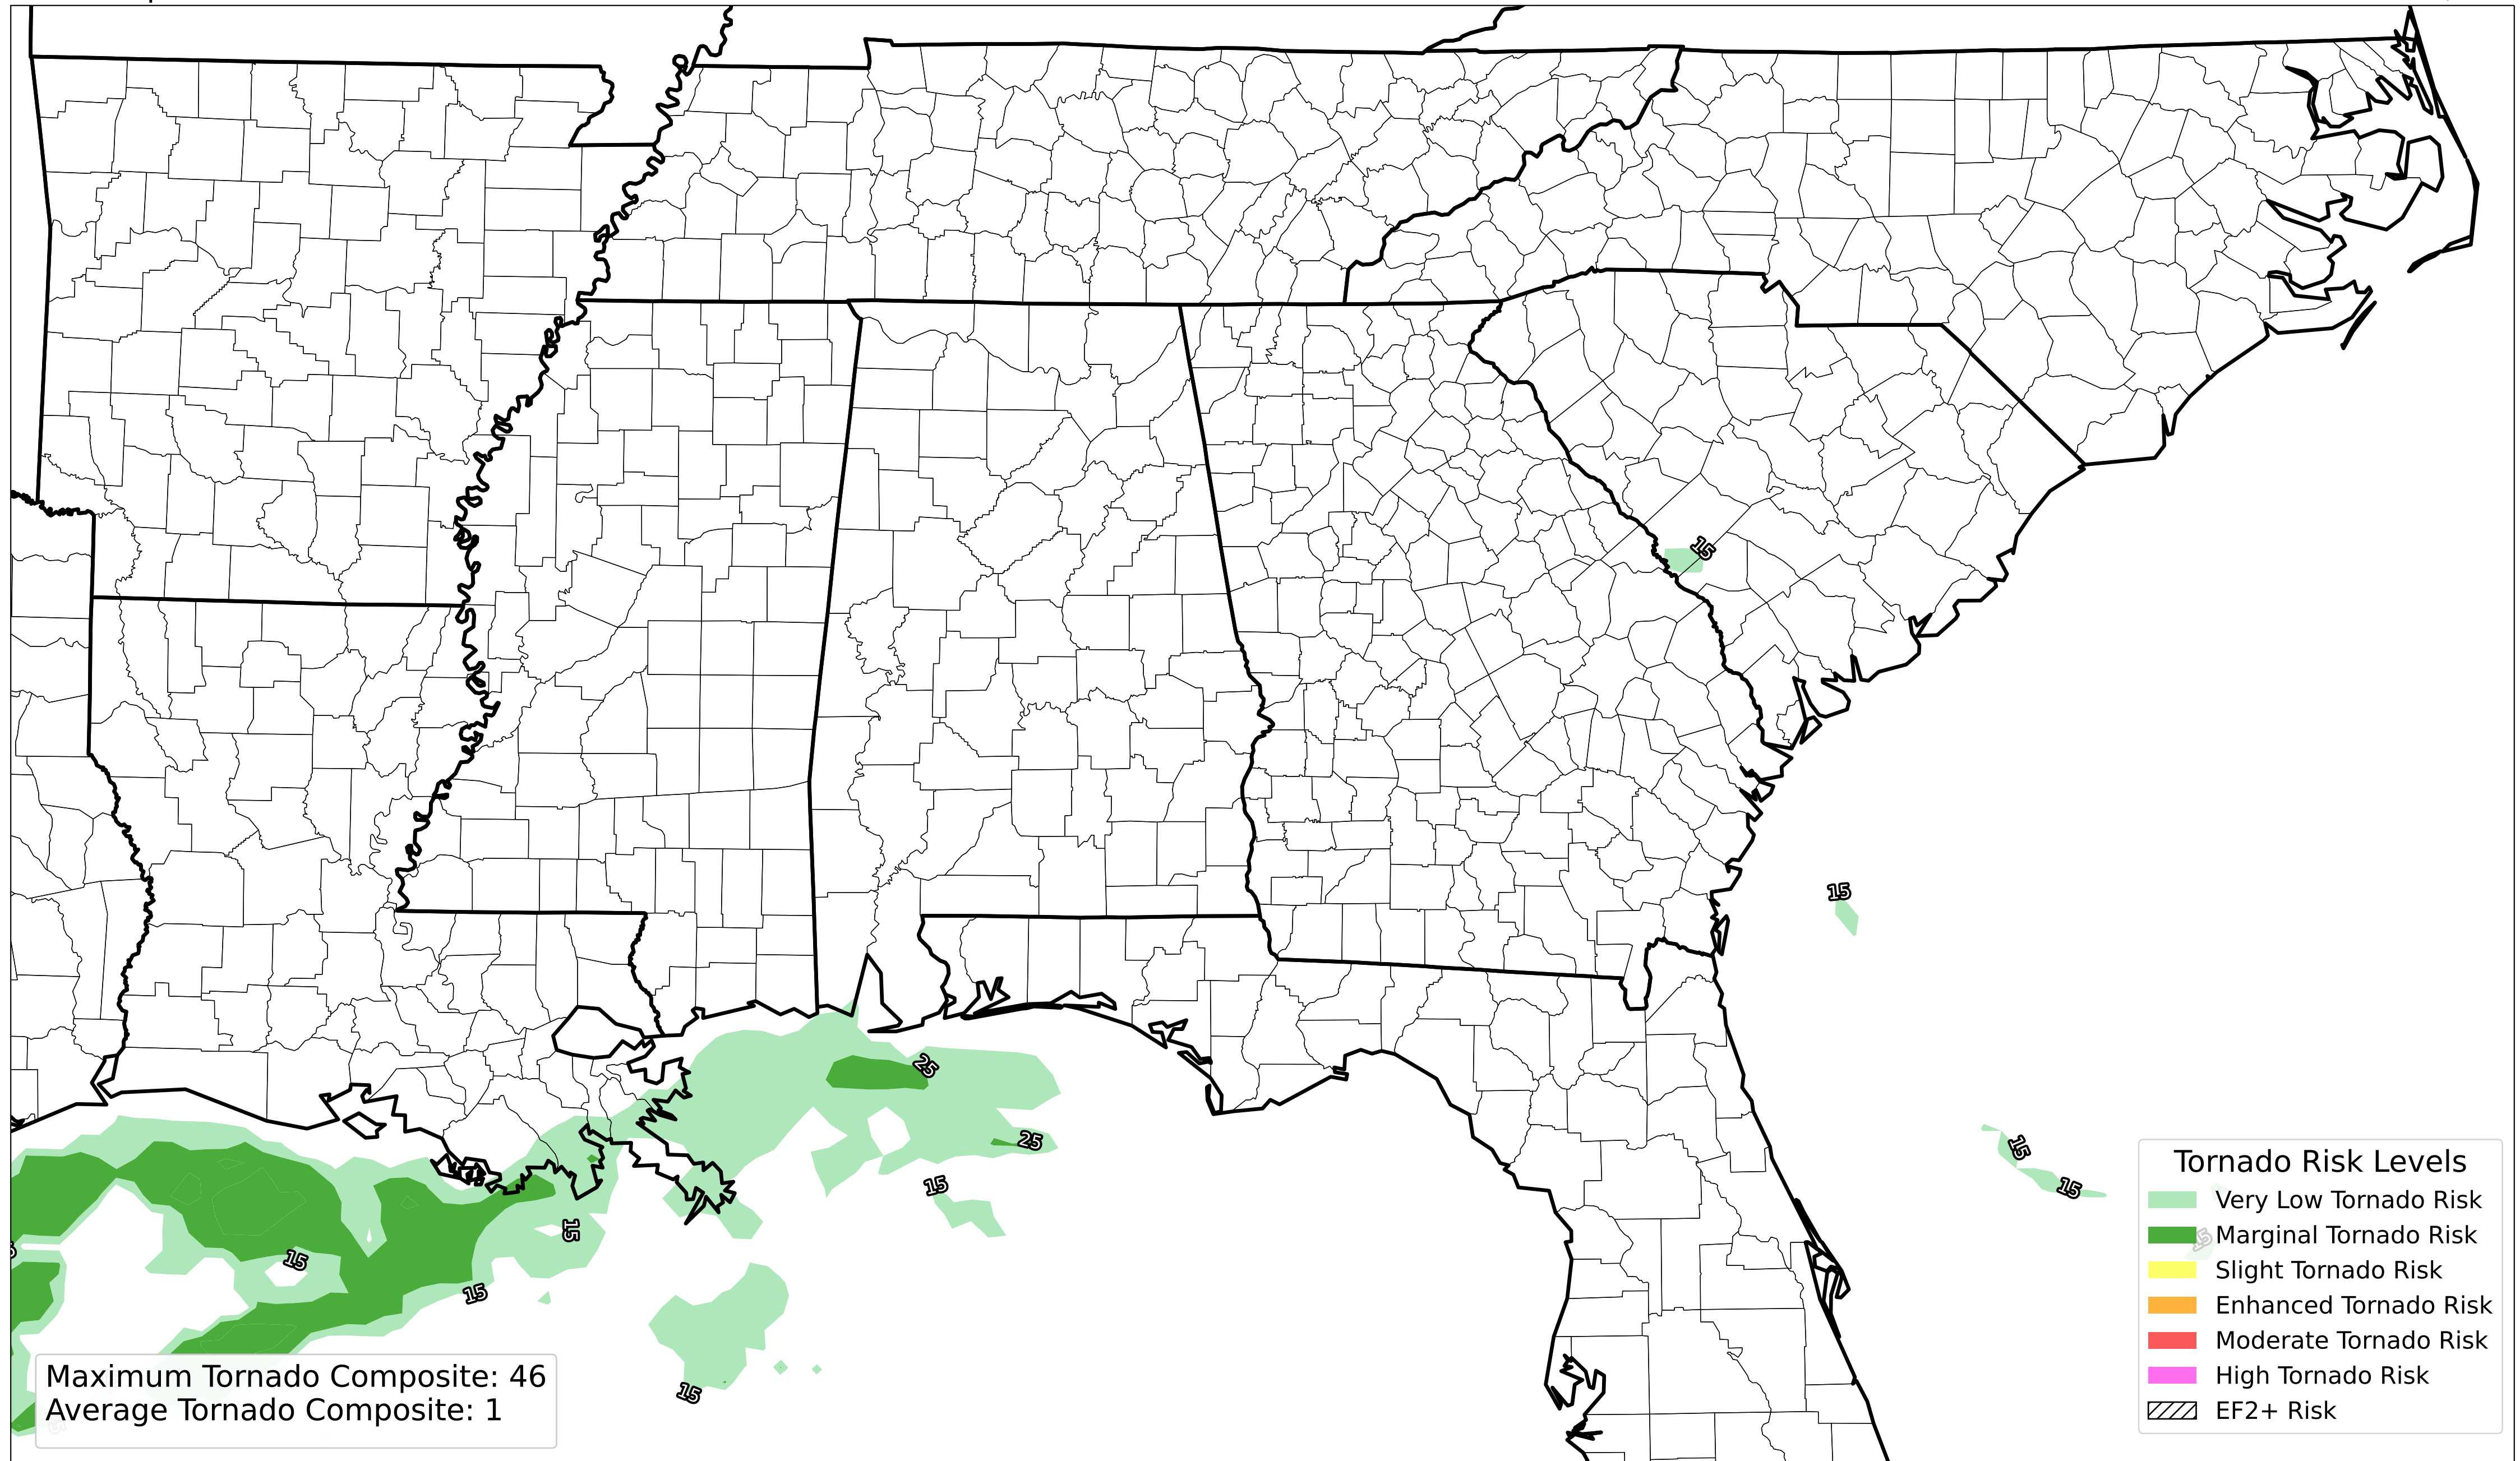 15
15
25
25
15
15
15
15
15
15
15
15
Tornado Risk Levels
Very Low Tornado Risk
Marginal Tornado Risk
Slight Tornado Risk
Enhanced Tornado Risk
Moderate Tornado Risk
High Tornado Risk
EF2+ Risk
Maximum Tornado Composite: 46
Average Tornado Composite: 1